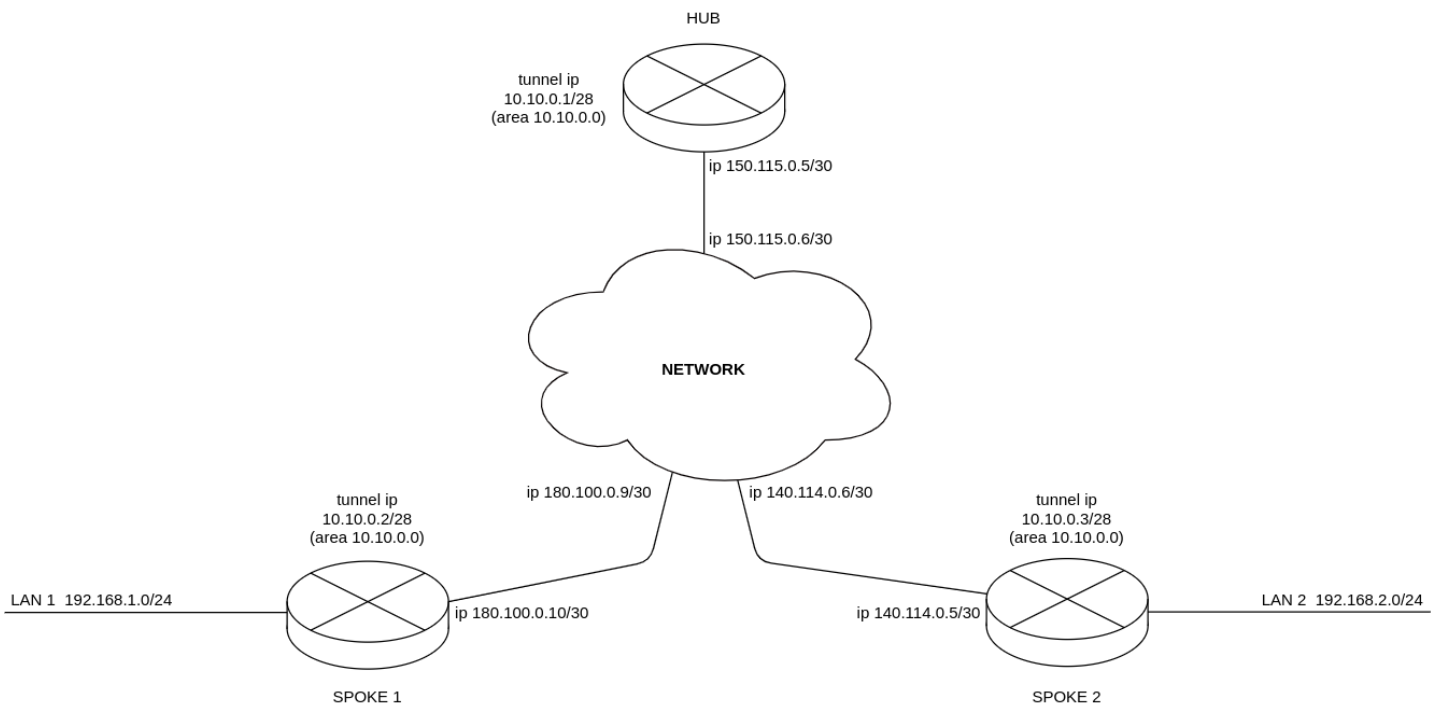 HUB
tunnel ip
10.10.0.1/28
(area 10.10.0.0)
ip 150.115.0.5/30
ip 150.115.0.6/30
NETWORK
ip 180.100.0.9/30
ip 140.114.0.6/30
tunnel ip
10.10.0.2/28
(area 10.10.0.0)
tunnel ip
10.10.0.3/28
(area 10.10.0.0)
LAN 1  192.168.1.0/24
ip 180.100.0.10/30
ip 140.114.0.5/30
LAN 2  192.168.2.0/24
SPOKE 1
SPOKE 2